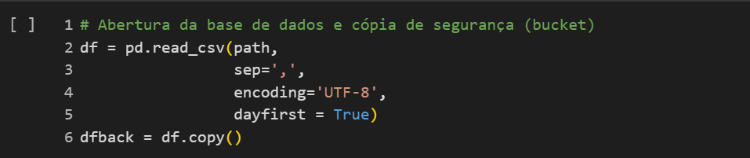 [ ] 1 # Abertura da base de dados e cópia de segurança (bucket)
2 df = pd.read_csv(path,
3                  sep=',',
4                  encoding='UTF-8',
5                  dayfirst = True)
6 dfback = df.copy()